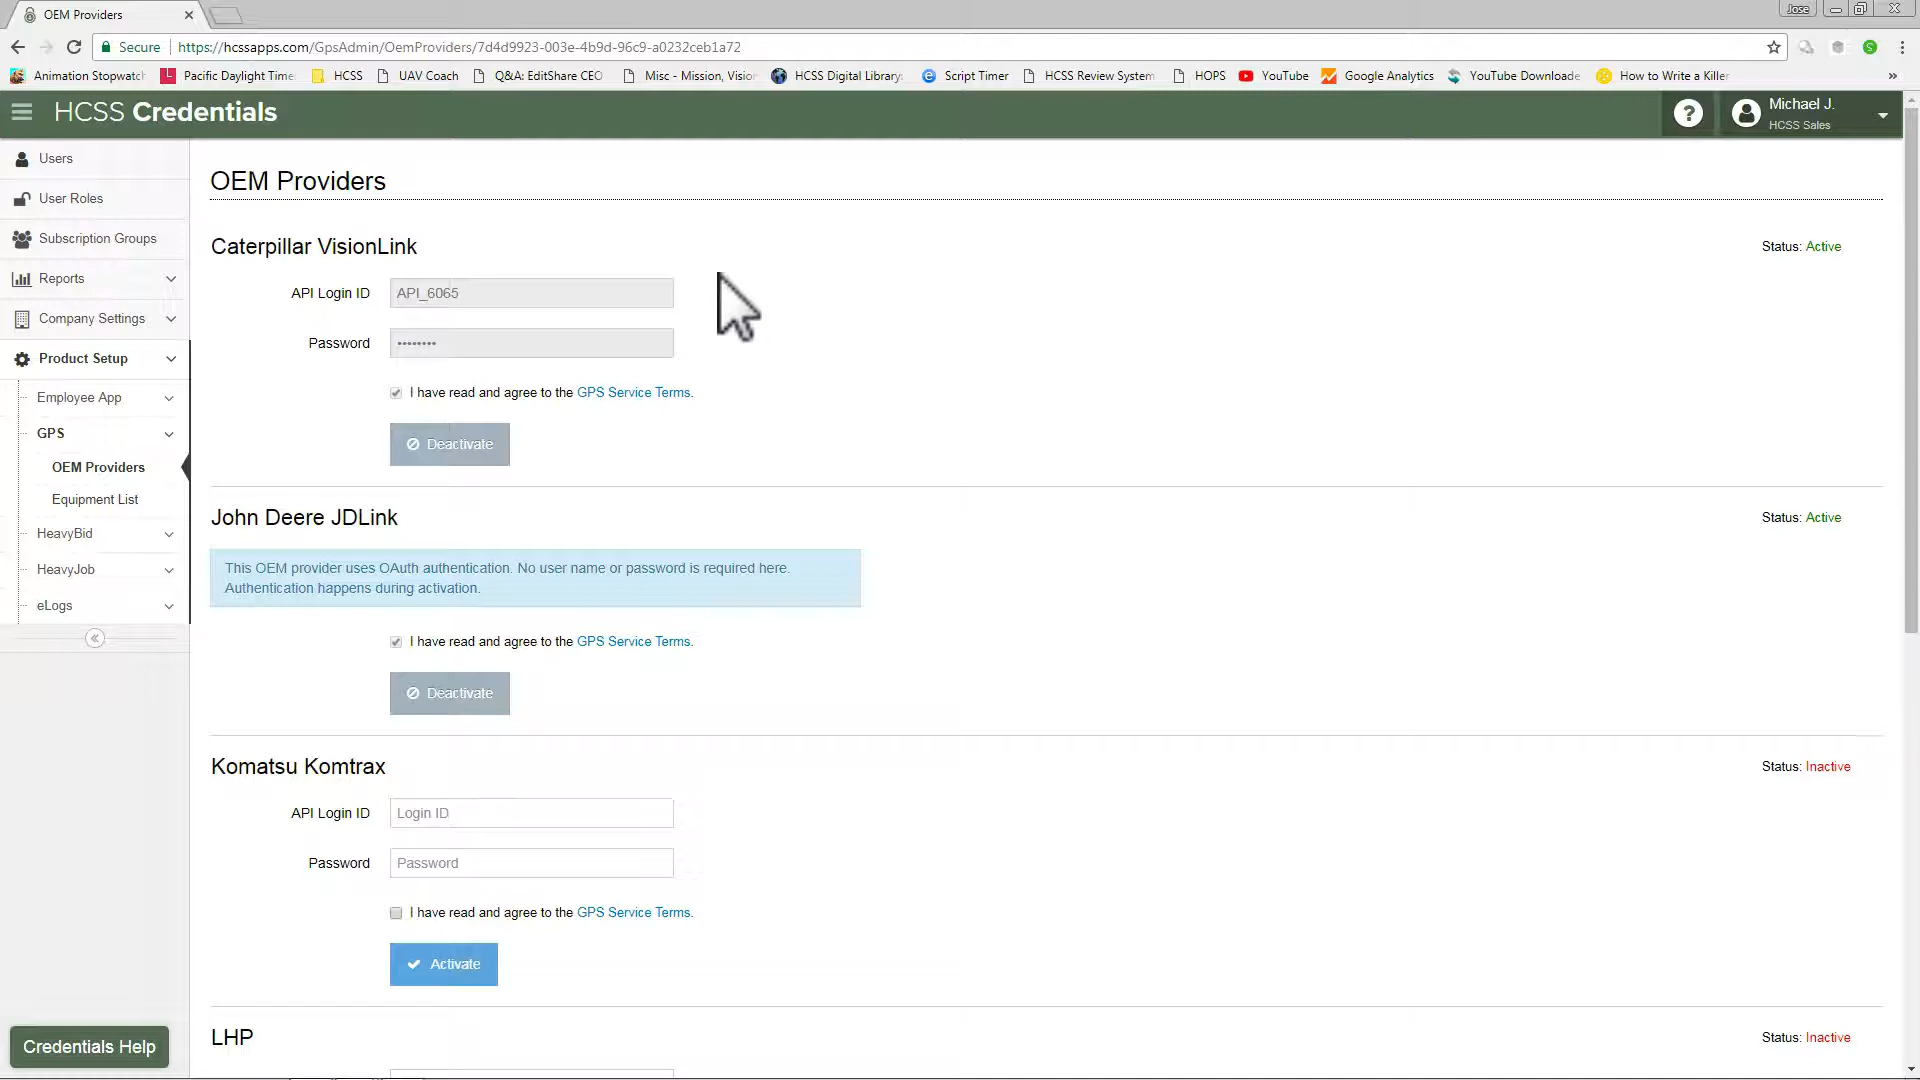 OEM Providers
Jose
Secure https://hcssapps.com/GpsAdmin/OemProviders/7d4d9923-003e-4b9d-96c9-a0232ceb1a72
Animation Stopwatch Pacific Daylight Time HCSS UAV Coach Q&A: EditShare CEO Misc - Mission, Vision HCSS Digital Library HCSS Script Timer HCSS Review System HOPS YouTube Google Analytics YouTube Downloade How to Write a Killer »
HCSS Credentials
?
Michael J.
HCSS Sales
Users
User Roles
Subscription Groups
Reports
Company Settings
Product Setup
Employee App
GPS
OEM Providers
Equipment List
HeavyBid
HeavyJob
eLogs
OEM Providers
Caterpillar VisionLink
Status: Active
API Login ID
API_6065
Password
••••••••
I have read and agree to the GPS Service Terms.
Deactivate
John Deere JDLink
Status: Active
This OEM provider uses OAuth authentication. No user name or password is required here.
Authentication happens during activation.
I have read and agree to the GPS Service Terms.
Deactivate
Komatsu Komtrax
Status: Inactive
API Login ID
Login ID
Password
Password
I have read and agree to the GPS Service Terms.
Activate
LHP
Status: Inactive
Credentials Help